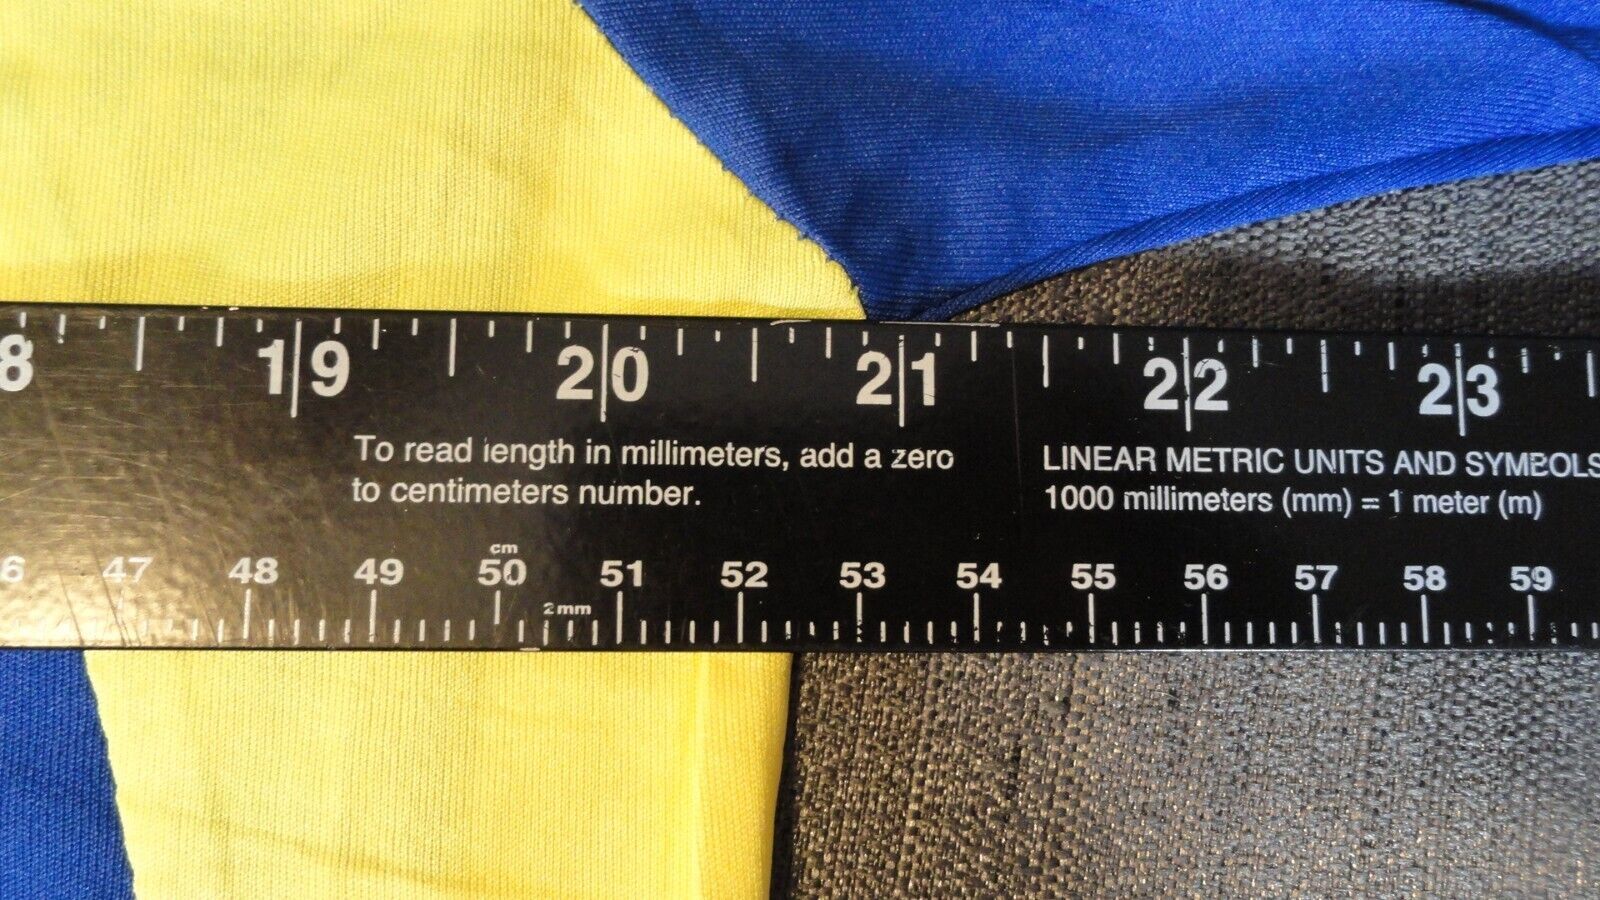 8 19 20 21 22 23
To read length in millimeters, add a zero
to centimeters number.
LINEAR METRIC UNITS AND SYMBOLS
1000 millimeters (mm) = 1 meter (m)
cm
6 47 48 49 50 51 52 53 54 55 56 57 58 59
2mm